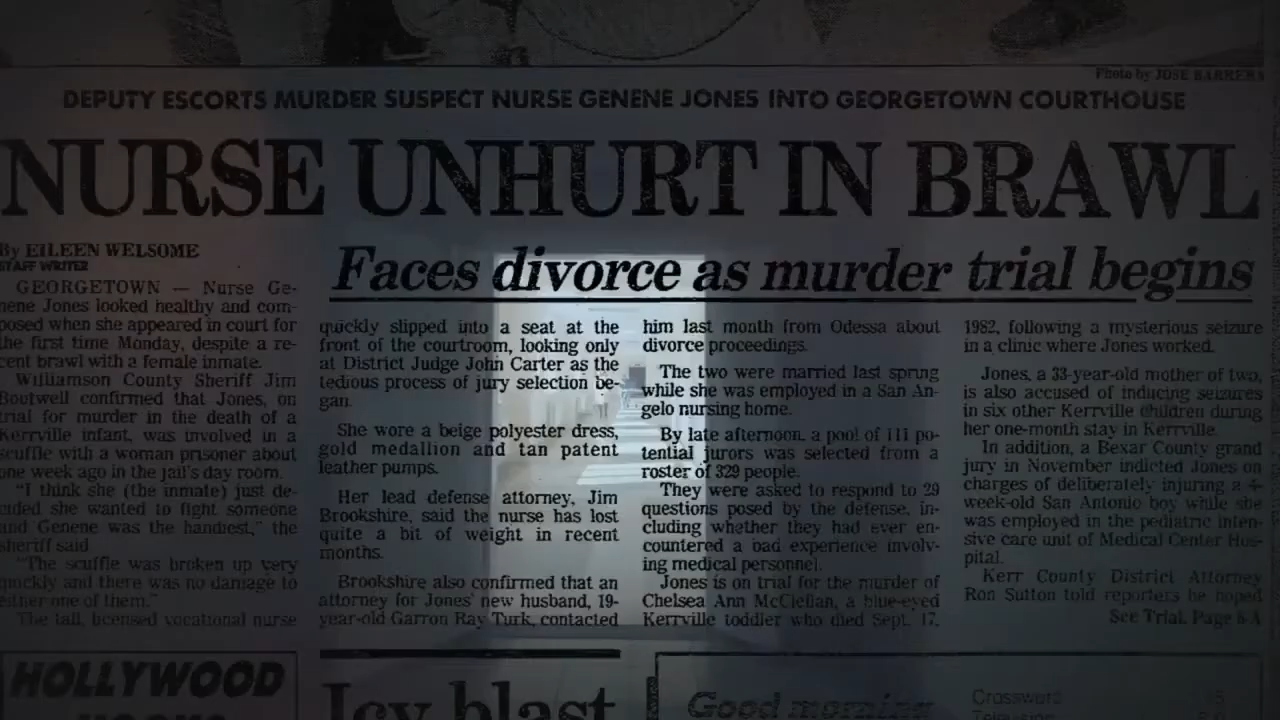 Photo by JOSE BARRERA
DEPUTY ESCORTS MURDER SUSPECT NURSE GENENE JONES INTO GEORGETOWN COURTHOUSE
NURSE UNHURT IN BRAWL
Faces divorce as murder trial begins
By EILEEN WELSOME
STAFF WRITER
GEORGETOWN — Nurse Ge-
nene Jones looked healthy and com-
posed when she appeared in court for
the first time Monday, despite a re-
cent brawl with a female inmate.
Williamson County Sheriff Jim
Boutwell confirmed that Jones, on
trial for murder in the death of a
Kerrville infant, was involved in a
scuffle with a woman prisoner about
one week ago in the jail's day room.
"I think she (the inmate) just de-
cided she wanted to fight someone
and Genene was the handiest," the
sheriff said.
"The scuffle was broken up very
quickly and there was no damage to
either one of them."
The tall, licensed vocational nurse
quickly slipped into a seat at the
front of the courtroom, looking only
at District Judge John Carter as the
tedious process of jury selection be-
gan.
She wore a beige polyester dress,
gold medallion and tan patent
leather pumps.
Her lead defense attorney, Jim
Brookshire, said the nurse has lost
quite a bit of weight in recent
months.
Brookshire also confirmed that an
attorney for Jones' new husband, 19-
year-old Garron Ray Turk, contacted
him last month from Odessa about
divorce proceedings.
The two were married last spring
while she was employed in a San An-
gelo nursing home.
By late afternoon, a pool of 111 po-
tential jurors was selected from a
roster of 329 people.
They were asked to respond to 29
questions posed by the defense, in-
cluding whether they had ever en-
countered a bad experience involv-
ing medical personnel.
Jones is on trial for the murder of
Chelsea Ann McClellan, a blue-eyed
Kerrville toddler who died Sept. 17,
1982, following a mysterious seizure
in a clinic where Jones worked.
Jones, a 33-year-old mother of two,
is also accused of inducing seizures
in six other Kerrville children during
her one-month stay in Kerrville.
In addition, a Bexar County grand
jury in November indicted Jones on
charges of deliberately injuring a 4-
week-old San Antonio boy while she
was employed in the pediatric inten-
sive care unit of Medical Center Hos-
pital.
Kerr County District Attorney
Ron Sutton told reporters he hoped
See Trial, Page 8A
HOLLYWOOD
Icy blast
Good morning
Crossword 15
Television